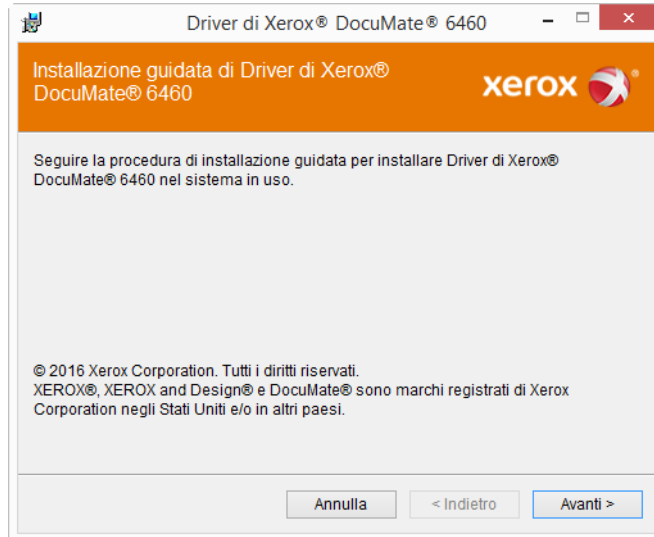 Driver di Xerox® DocuMate® 6460
Installazione guidata di Driver di Xerox®
DocuMate® 6460
xerox ®
Seguire la procedura di installazione guidata per installare Driver di Xerox®
DocuMate® 6460 nel sistema in uso.
© 2016 Xerox Corporation. Tutti i diritti riservati.
XEROX®, XEROX and Design® e DocuMate® sono marchi registrati di Xerox
Corporation negli Stati Uniti e/o in altri paesi.
Annulla
< Indietro
Avanti >